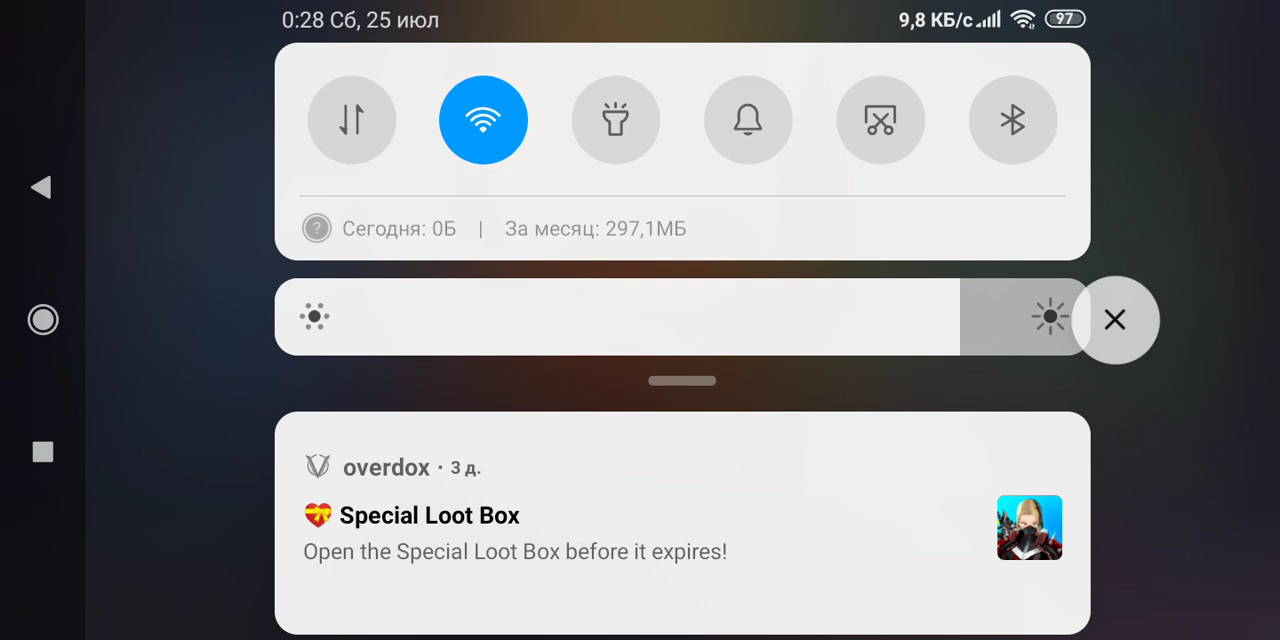 0:28 Сб, 25 июл
9,8 КБ/с 97
Сегодня: 0Б | За месяц: 297,1МБ
overdox · 3 д.
💝 Special Loot Box
Open the Special Loot Box before it expires!